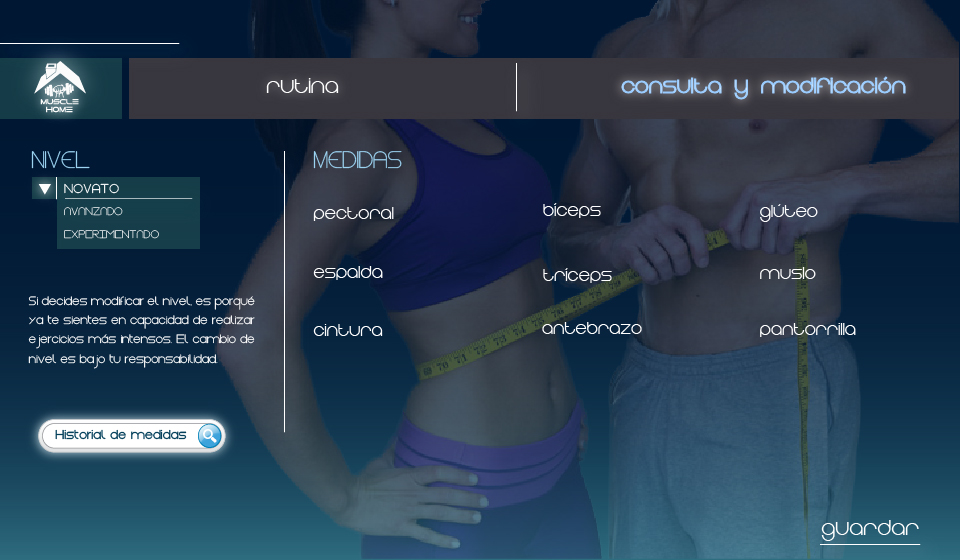 MUSCLE
HOME
rutina
consulta y modificación
NIVEL
NOVATO
AVANZADO
EXPERIMENTADO
Si decides modificar el nivel, es porqué
ya te sientes en capacidad de realizar
ejercicios más intensos. El cambio de
nivel es bajo tu responsabilidad.
Historial de medidas
MEDIDAS
pectoral
bíceps
glúteo
espalda
tríceps
muslo
cintura
antebrazo
pantorrilla
guardar